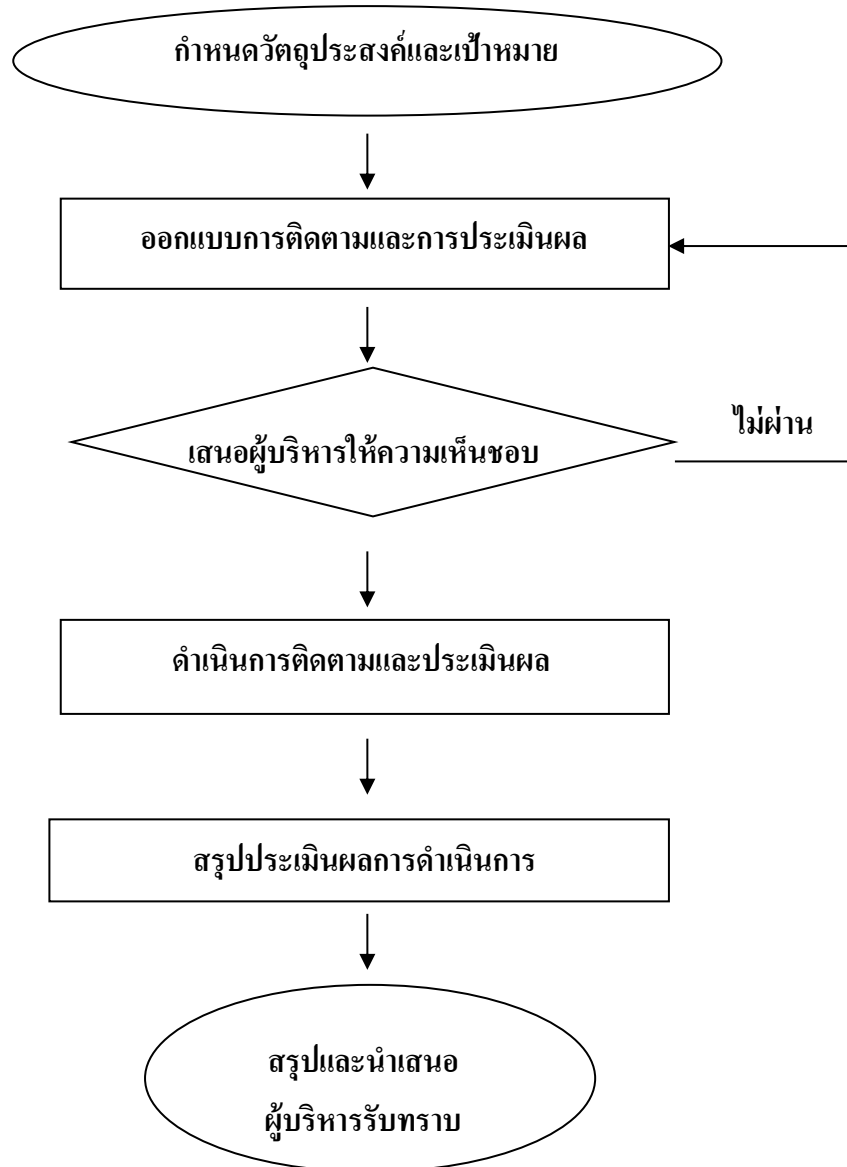 กำหนดวัตถุประสงค์และเป้าหมาย
ออกแบบการติดตามและการประเมินผล
ไม่ผ่าน
เสนอผู้บริหารให้ความเห็นชอบ
ดำเนินการติดตามและประเมินผล
สรุปประเมินผลการดำเนินการ
สรุปและนำเสนอ
ผู้บริหารรับทราบ